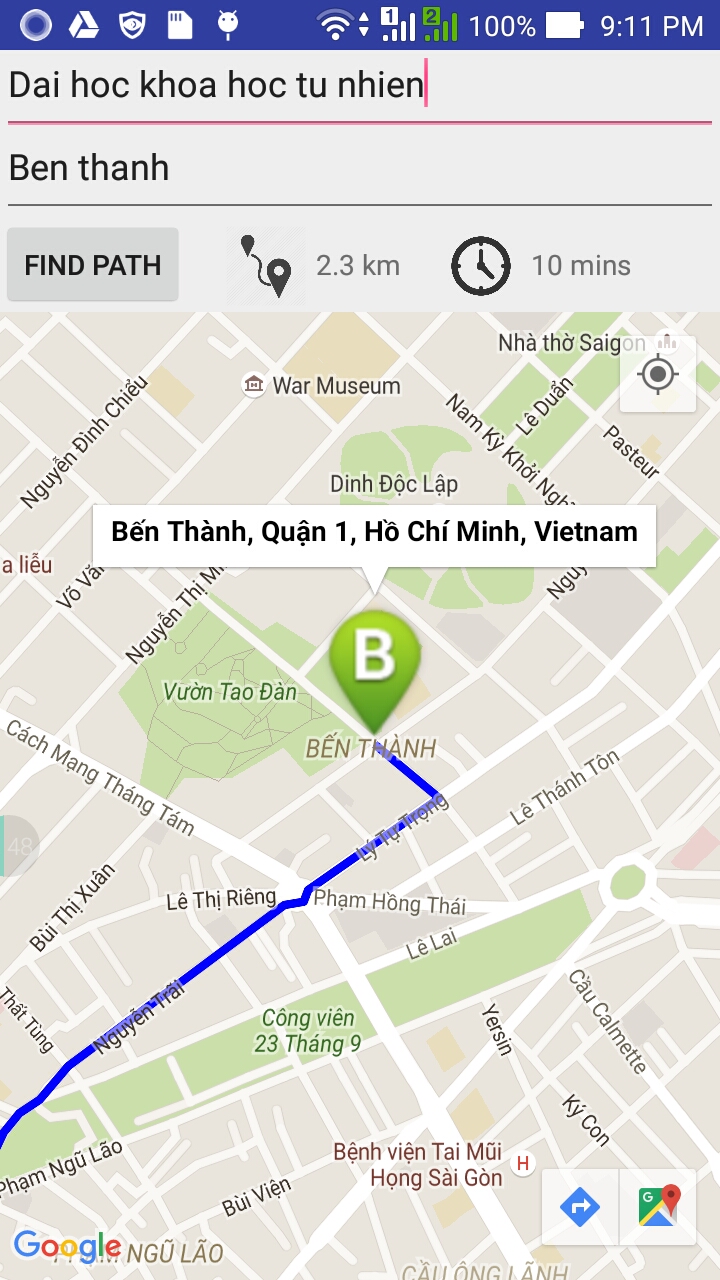 1 2 100% 9:11 PM
Dai hoc khoa hoc tu nhien
Ben thanh
FIND PATH 2.3 km 10 mins
Nhà thờ Saigon
War Museum
Nguyễn Đình Chiểu
Lê Duẩn
Nam Kỳ Khởi Ngh
Pasteur
Dinh Độc Lập
Bến Thành, Quận 1, Hồ Chí Minh, Vietnam
a liễu
Võ Vă
Nguyễn Thị Mi
Nguy
B
Vườn Tao Đàn
BẾN THÀNH
Cách Mạng Tháng Tám
Lê Thánh Tôn
Lý Tự Trọng
48
Bùi Thị Xuân
Lê Thị Riêng
Phạm Hồng Thái
Lê Lai
Cầu Calmette
Nguyễn Trãi
Thất Tùng
Công viên
23 Tháng 9
Yersin
Ký Con
Phạm Ngũ Lão
Bệnh viện Tai Mũi
Họng Sài Gòn
H
Bùi Viện
G
Google
PHẠM NGŨ LÃO
CẦU ÔNG LÃNH